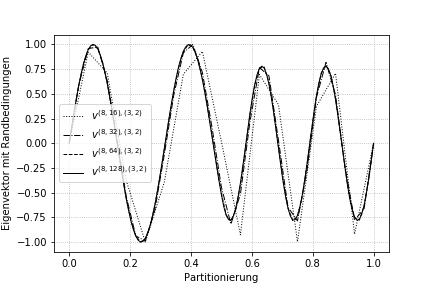 Eigenvektor mit Randbedingungen
1.00
0.75
0.50
0.25
0.00
−0.25
−0.50
−0.75
−1.00
V^(8, 16), (3, 2)
V^(8, 32), (3, 2)
V^(8, 64), (3, 2)
V^(8, 128), (3, 2)
0.0 0.2 0.4 0.6 0.8 1.0
Partitionierung